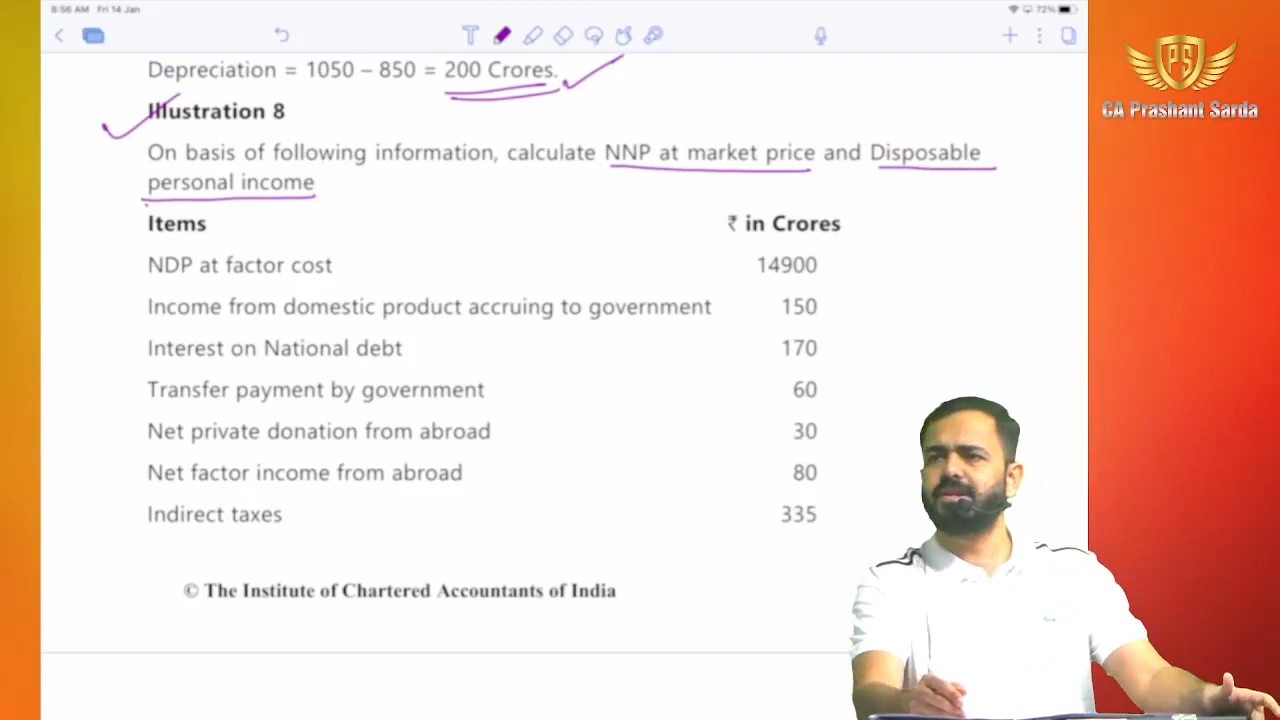 8:56 AM Fri 14 Jan
72%
Depreciation = 1050 – 850 = 200 Crores.
Illustration 8
On basis of following information, calculate NNP at market price and Disposable
personal income
Items ₹ in Crores
NDP at factor cost 14900
Income from domestic product accruing to government 150
Interest on National debt 170
Transfer payment by government 60
Net private donation from abroad 30
Net factor income from abroad 80
Indirect taxes 335
© The Institute of Chartered Accountants of India
PS
CA Prashant Sarda